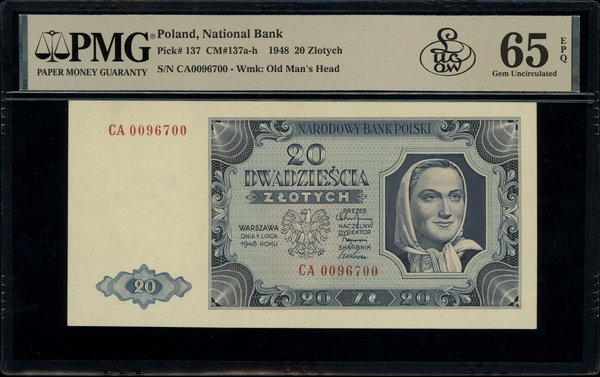 PMG
PAPER MONEY GUARANTY
Poland, National Bank
Pick# 137 CM#137a-h 1948 20 Zlotych
S/N CA0096700 - Wmk: Old Man's Head
Lucow
65
EPQ
Gem Uncirculated
CA 0096700
NARODOWY BANK POLSKI
20
DWADZIEŚCIA
ZŁOTYCH
WARSZAWA
DNIA 1 LIPCA
1948 ROKU
PREZES
NACZELNY
DYREKTOR
SKARBNIK
CA 0096700
20
20 ZŁ 20